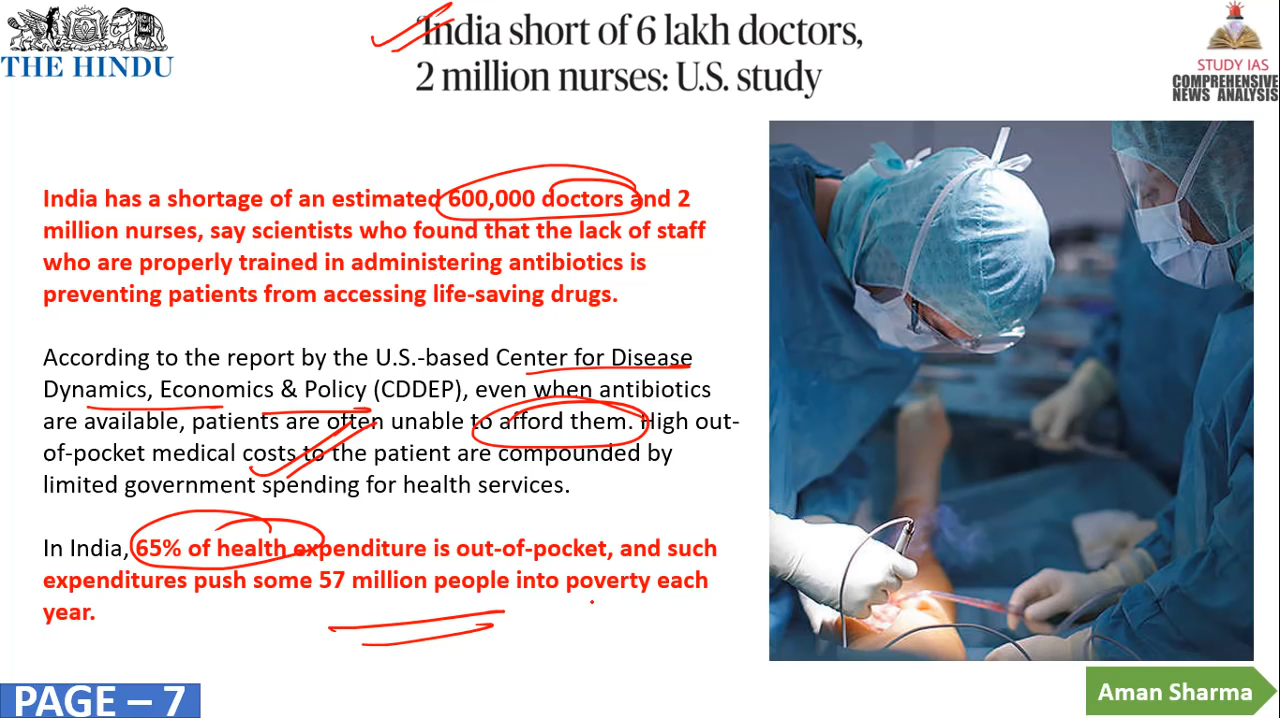 THE HINDU
India short of 6 lakh doctors,
2 million nurses: U.S. study
STUDY IAS
COMPREHENSIVE
NEWS ANALYSIS
India has a shortage of an estimated 600,000 doctors and 2
million nurses, say scientists who found that the lack of staff
who are properly trained in administering antibiotics is
preventing patients from accessing life-saving drugs.
According to the report by the U.S.-based Center for Disease
Dynamics, Economics & Policy (CDDEP), even when antibiotics
are available, patients are often unable to afford them. High out-
of-pocket medical costs to the patient are compounded by
limited government spending for health services.
In India, 65% of health expenditure is out-of-pocket, and such
expenditures push some 57 million people into poverty each
year.
PAGE – 7
Aman Sharma